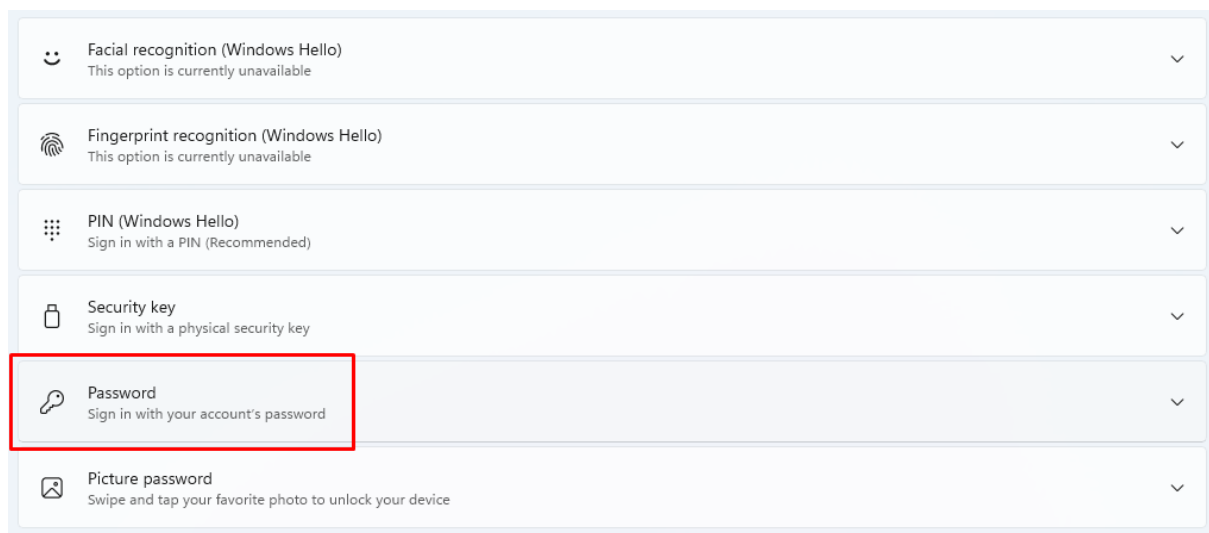 Facial recognition (Windows Hello)
This option is currently unavailable
Fingerprint recognition (Windows Hello)
This option is currently unavailable
PIN (Windows Hello)
Sign in with a PIN (Recommended)
Security key
Sign in with a physical security key
Password
Sign in with your account's password
Picture password
Swipe and tap your favorite photo to unlock your device